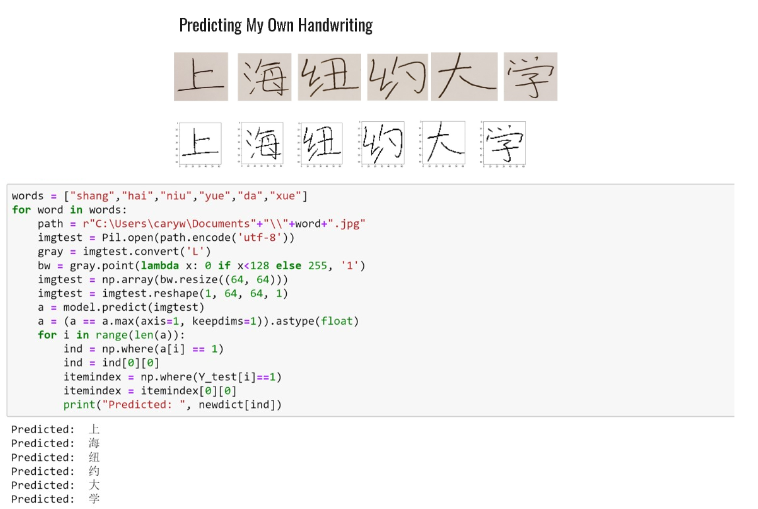 Predicting My Own Handwriting
上 海 纽 约 大 学
上 海 纽 约 大 学
words = ["shang","hai","niu","yue","da","xue"]
for word in words:
    path = r"C:\Users\caryw\Documents"+"\\"+word+".jpg"
    imgtest = Pil.open(path.encode('utf-8'))
    gray = imgtest.convert('L')
    bw = gray.point(lambda x: 0 if x<128 else 255, '1')
    imgtest = np.array(bw.resize((64, 64)))
    imgtest = imgtest.reshape(1, 64, 64, 1)
    a = model.predict(imgtest)
    a = (a == a.max(axis=1, keepdims=1)).astype(float)
    for i in range(len(a)):
        ind = np.where(a[i] == 1)
        ind = ind[0][0]
        itemindex = np.where(Y_test[i]==1)
        itemindex = itemindex[0][0]
        print("Predicted: ", newdict[ind])
Predicted:  上
Predicted:  海
Predicted:  纽
Predicted:  约
Predicted:  大
Predicted:  学